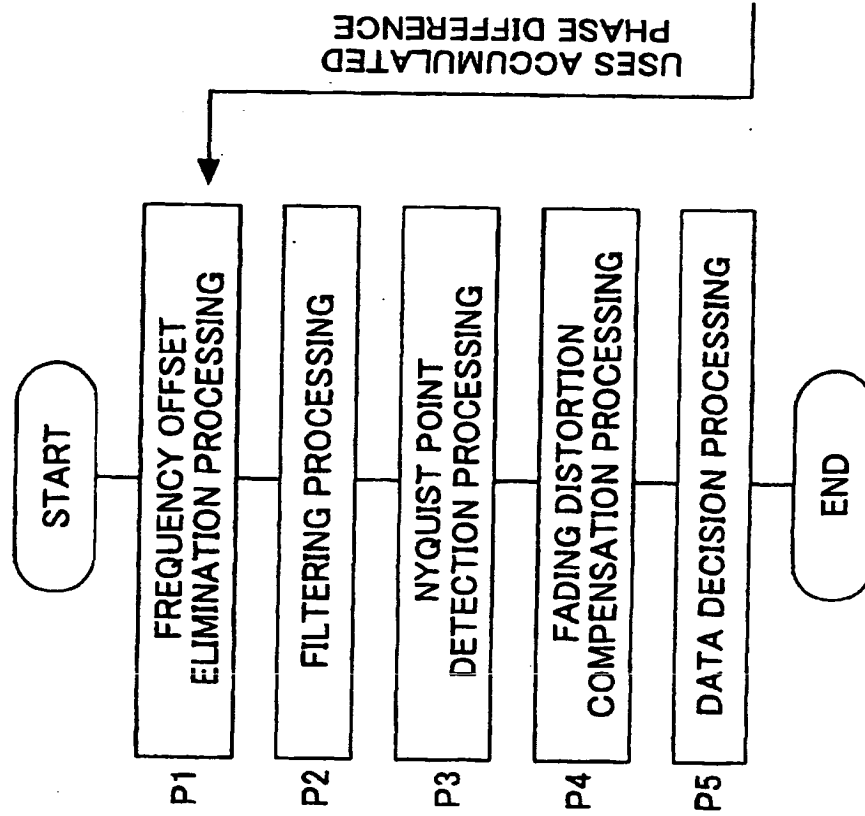 START
P1
FREQUENCY OFFSET
ELIMINATION PROCESSING
USES ACCUMULATED
PHASE DIFFERENCE
P2
FILTERING PROCESSING
P3
NYQUIST POINT
DETECTION PROCESSING
P4
FADING DISTORTION
COMPENSATION PROCESSING
P5
DATA DECISION PROCESSING
END